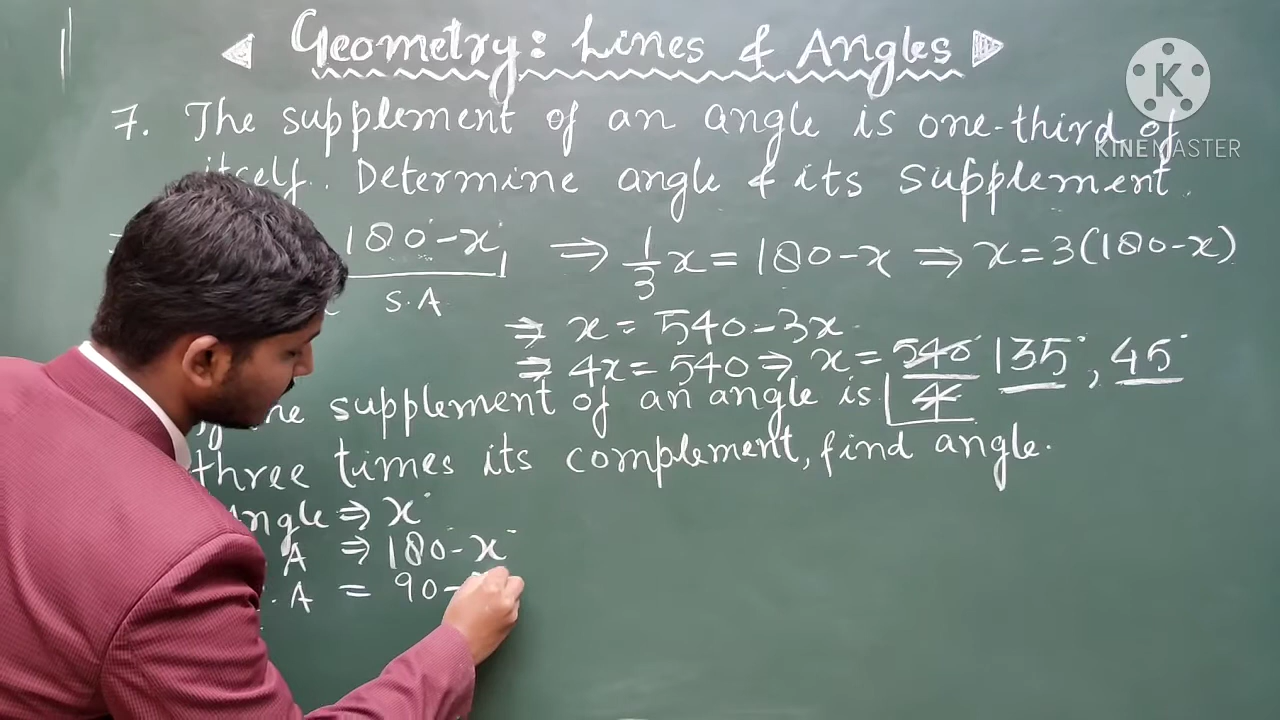 Geometry: Lines & Angles
7. The supplement of an angle is one-third of
itself. Determine angle & its supplement.
K
KINEMASTER
180°-x° ⇒ 1/3 x = 180-x ⇒ x = 3(180-x)
S.A
⇒ x = 540-3x
⇒ 4x = 540 ⇒ x = 540/4 135°, 45°
supplement of an angle is
three times its complement, find angle.
Angle ⇒ x°
A ⇒ 180-x°
.A = 90-